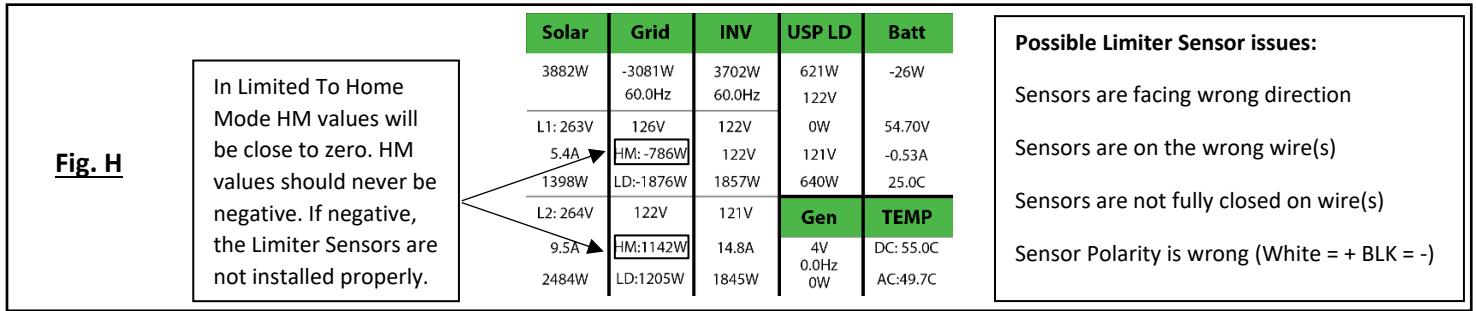 Fig. H
In Limited To Home
Mode HM values will
be close to zero. HM
values should never be
negative. If negative,
the Limiter Sensors are
not installed properly.
Solar Grid INV USP LD Batt
3882W -3081W 3702W 621W -26W
60.0Hz 60.0Hz 122V
L1: 263V 126V 122V 0W 54.70V
5.4A HM: -786W 122V 121V -0.53A
1398W LD:-1876W 1857W 640W 25.0C
L2: 264V 122V 121V Gen TEMP
9.5A HM:1142W 14.8A 4V DC: 55.0C
0.0Hz
2484W LD:1205W 1845W 0W AC:49.7C
Possible Limiter Sensor issues:
Sensors are facing wrong direction
Sensors are on the wrong wire(s)
Sensors are not fully closed on wire(s)
Sensor Polarity is wrong (White = + BLK = -)